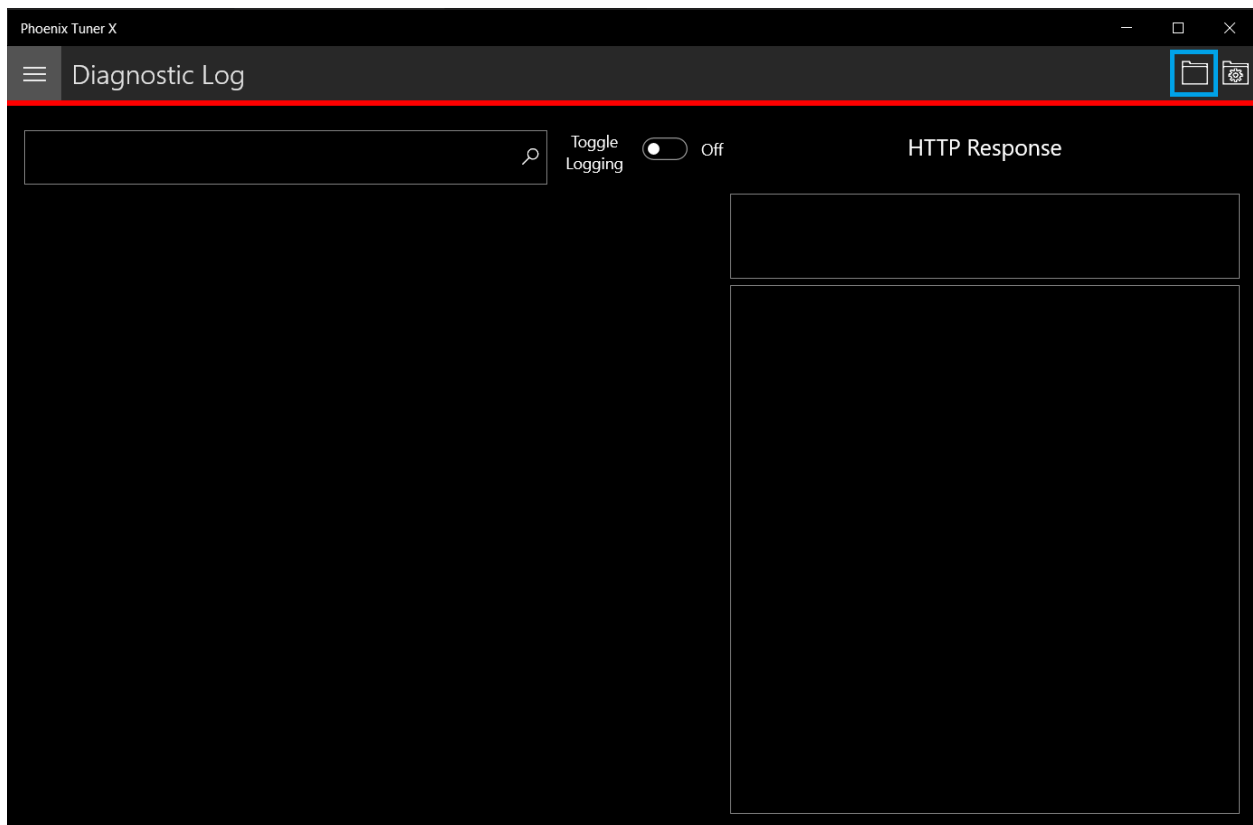 Phoenix Tuner X
Diagnostic Log
Toggle
Logging
Off
HTTP Response